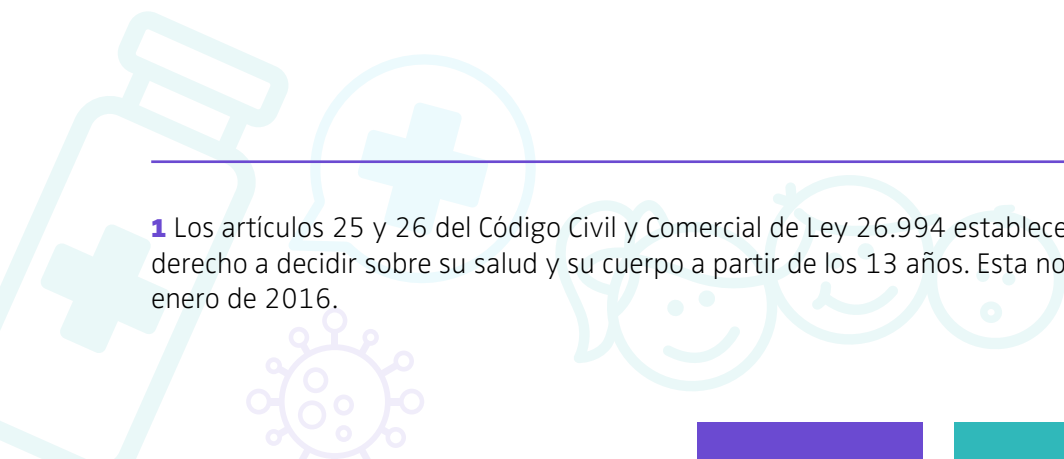 1 Los artículos 25 y 26 del Código Civil y Comercial de Ley 26.994 establece
derecho a decidir sobre su salud y su cuerpo a partir de los 13 años. Esta no
enero de 2016.